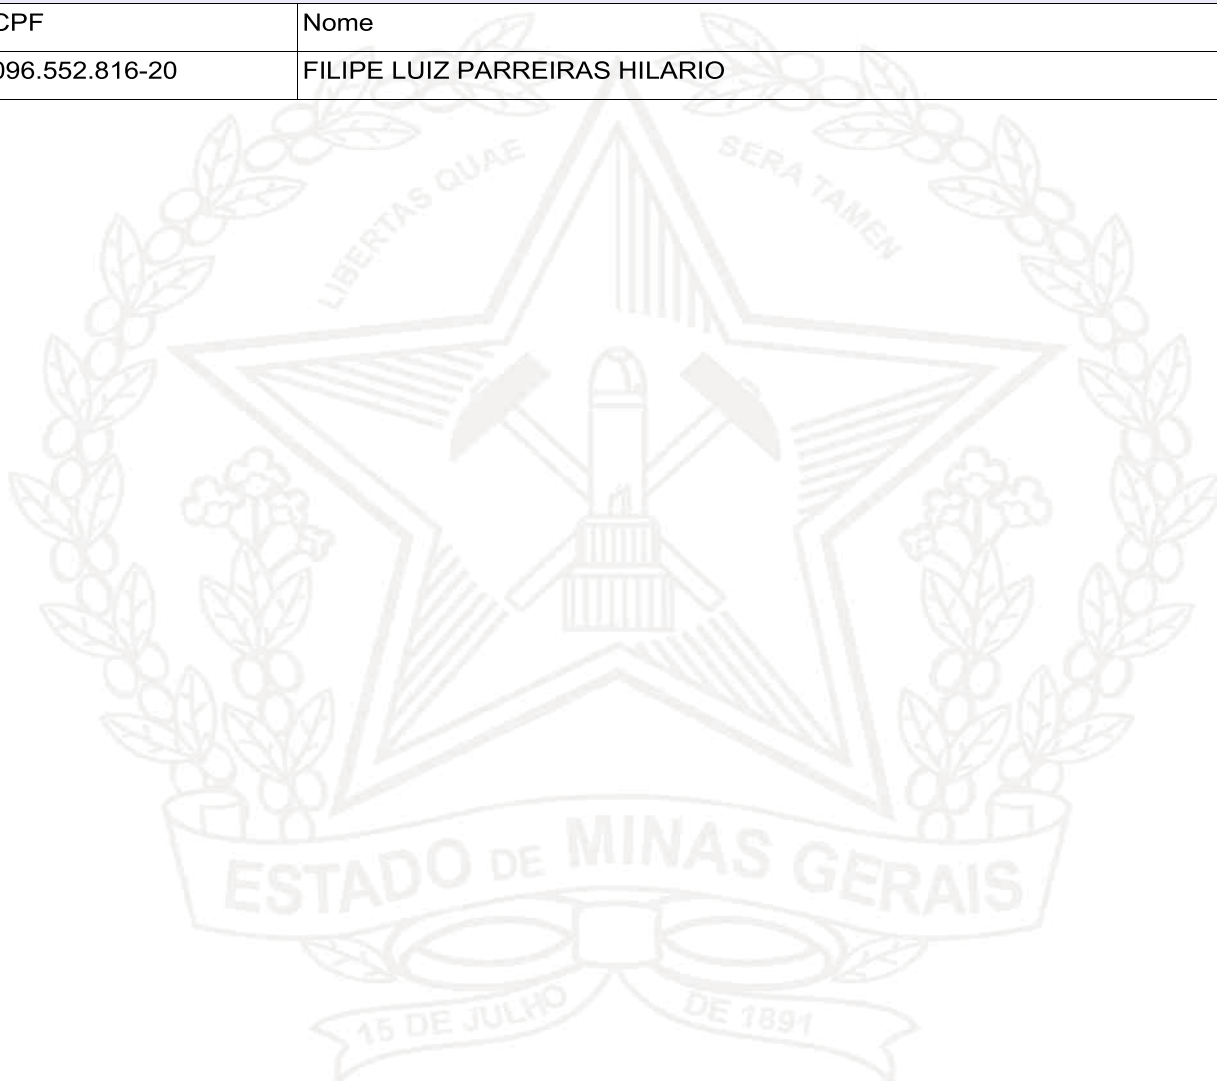 CPF Nome
096.552.816-20 FILIPE LUIZ PARREIRAS HILARIO
LIBERTAS QUAE SERA TAMEN
ESTADO DE MINAS GERAIS
15 DE JULHO DE 1891